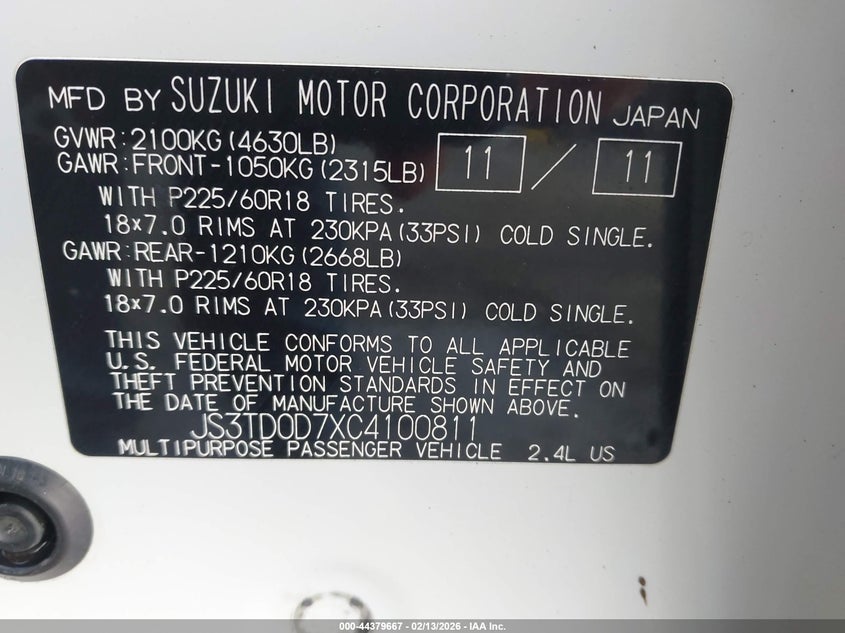 MFD BY SUZUKI MOTOR CORPORATION JAPAN
GVWR:2100KG(4630LB)
GAWR:FRONT-1050KG(2315LB) 11 / 11
WITH P225/60R18 TIRES.
18×7.0 RIMS AT 230KPA(33PSI) COLD SINGLE.
GAWR:REAR-1210KG(2668LB)
WITH P225/60R18 TIRES.
18×7.0 RIMS AT 230KPA(33PSI) COLD SINGLE.
THIS VEHICLE CONFORMS TO ALL APPLICABLE
U.S. FEDERAL MOTOR VEHICLE SAFETY AND
THEFT PREVENTION STANDARDS IN EFFECT ON
THE DATE OF MANUFACTURE SHOWN ABOVE.
JS3TD0D7XC4100811
MULTIPURPOSE PASSENGER VEHICLE 2.4L US
000-44379667 - 02/13/2026 - IAA Inc.